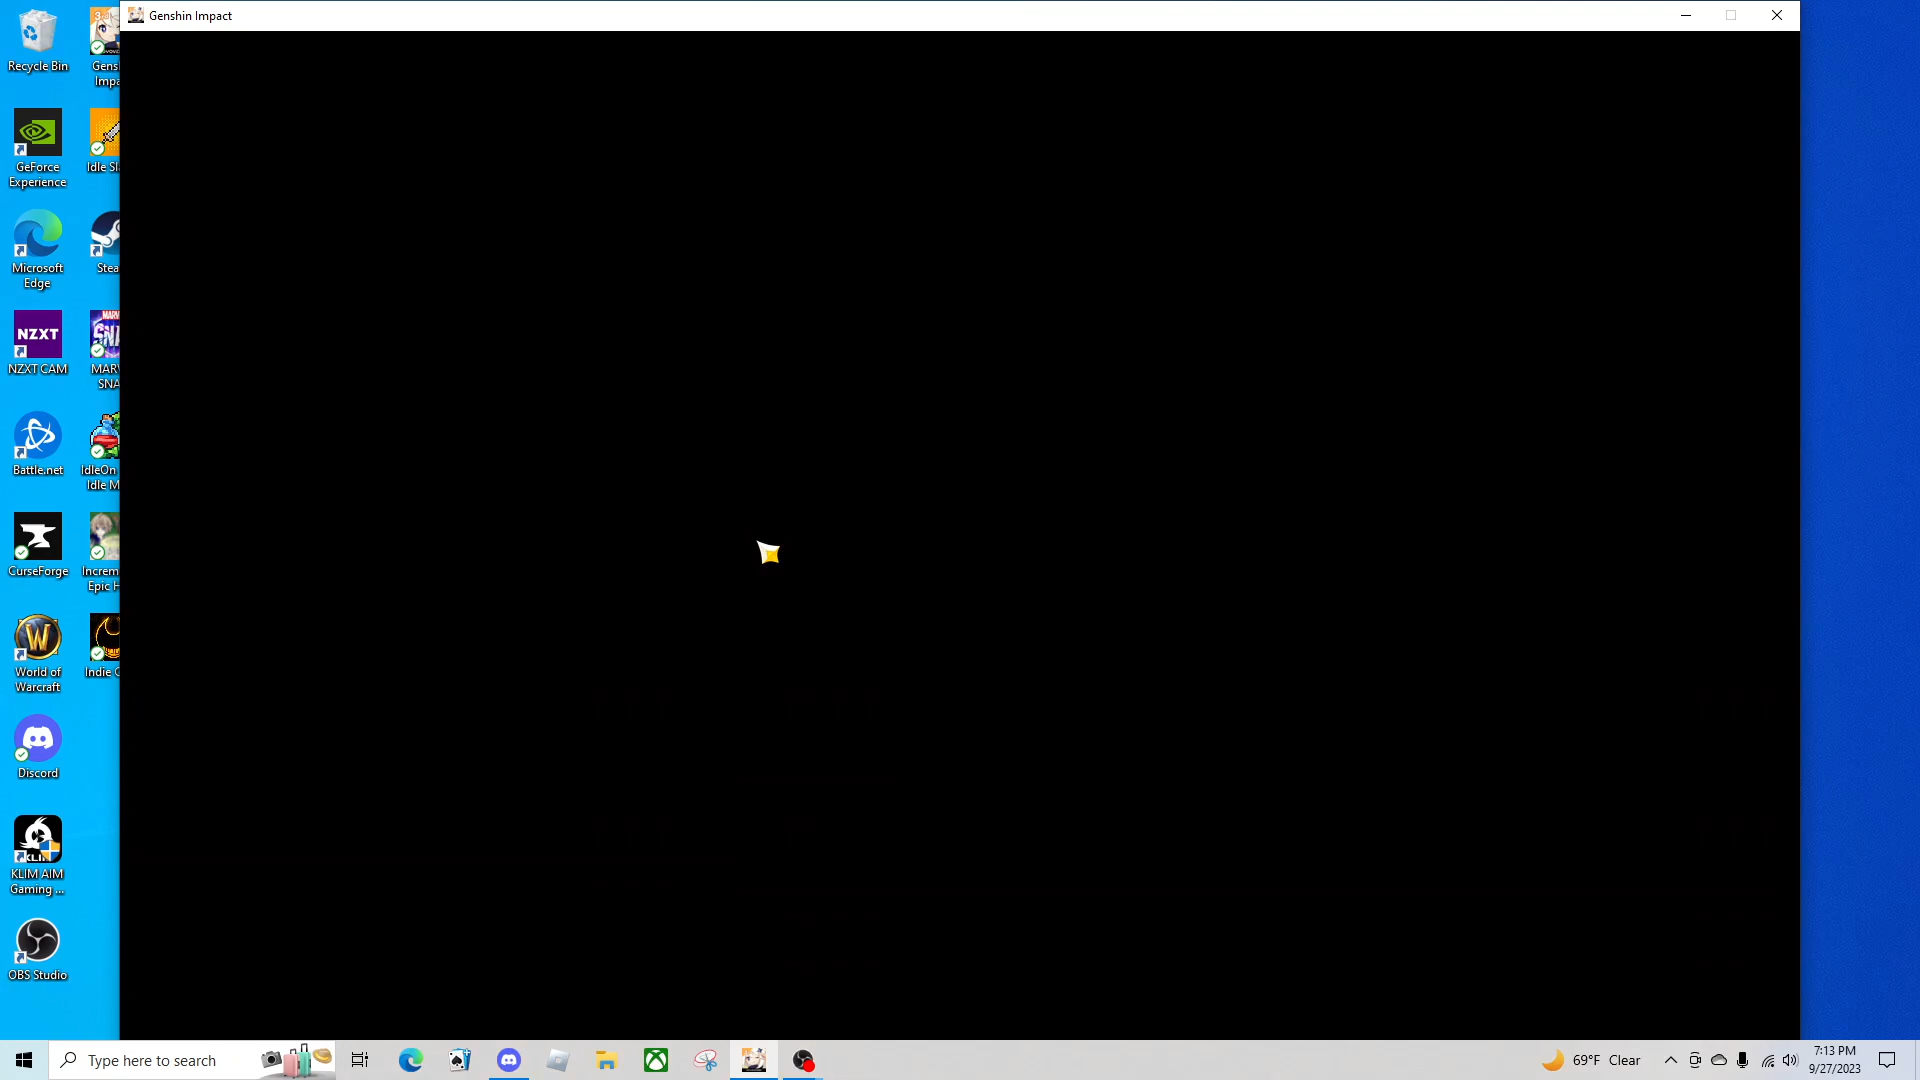 Genshin Impact
Recycle Bin
Gens
Impa
GeForce
Experience
Idle Sl
Microsoft
Edge
Stea
NZXT
NZXT CAM
MARV
SNA
MARV
SNA
Battle.net
IdleOn
Idle M
CurseForge
Increm
Epic H
World of
Warcraft
Indie
Discord
KLIM AIM
Gaming ...
OBS Studio
Type here to search
69°F Clear
7:13 PM
9/27/2023